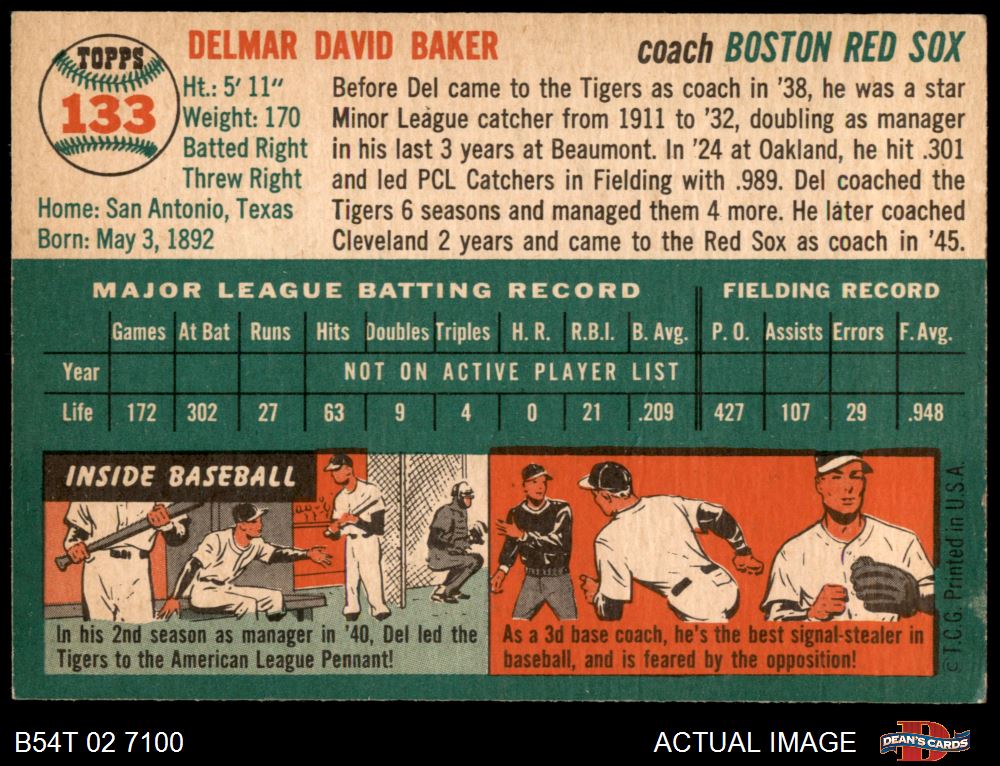 TOPPS
133
DELMAR DAVID BAKER
coach BOSTON RED SOX
Ht.: 5' 11"
Weight: 170
Batted Right
Threw Right
Home: San Antonio, Texas
Born: May 3, 1892
Before Del came to the Tigers as coach in '38, he was a star
Minor League catcher from 1911 to '32, doubling as manager
in his last 3 years at Beaumont. In '24 at Oakland, he hit .301
and led PCL Catchers in Fielding with .989. Del coached the
Tigers 6 seasons and managed them 4 more. He later coached
Cleveland 2 years and came to the Red Sox as coach in '45.
MAJOR LEAGUE BATTING RECORD FIELDING RECORD
Games At Bat Runs Hits Doubles Triples H. R. R.B.I. B. Avg. P. O. Assists Errors F. Avg.
Year NOT ON ACTIVE PLAYER LIST
Life 172 302 27 63 9 4 0 21 .209 427 107 29 .948
INSIDE BASEBALL
In his 2nd season as manager in '40, Del led the
Tigers to the American League Pennant!
As a 3d base coach, he's the best signal-stealer in
baseball, and is feared by the opposition!
© T.C.G. Printed in U.S.A.
B54T 02 7100
ACTUAL IMAGE
D
DEAN'S CARDS